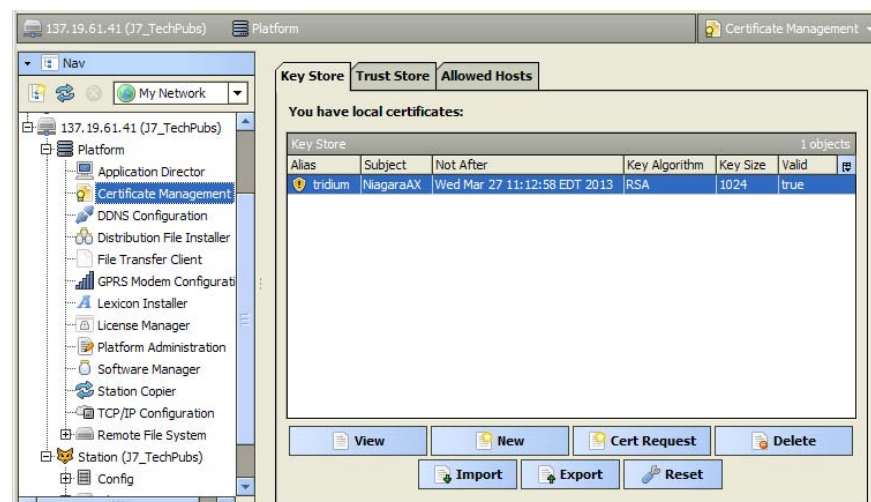 137.19.61.41 (J7_TechPubs) Platform Certificate Management
Nav
My Network
137.19.61.41 (J7_TechPubs)
Platform
Application Director
Certificate Management
DDNS Configuration
Distribution File Installer
File Transfer Client
GPRS Modem Configurati
Lexicon Installer
License Manager
Platform Administration
Software Manager
Station Copier
TCP/IP Configuration
Remote File System
Station (J7_TechPubs)
Config
Key Store Trust Store Allowed Hosts
You have local certificates:
Key Store 1 objects
Alias Subject Not After Key Algorithm Key Size Valid
tridium NiagaraAX Wed Mar 27 11:12:58 EDT 2013 RSA 1024 true
View New Cert Request Delete
Import Export Reset